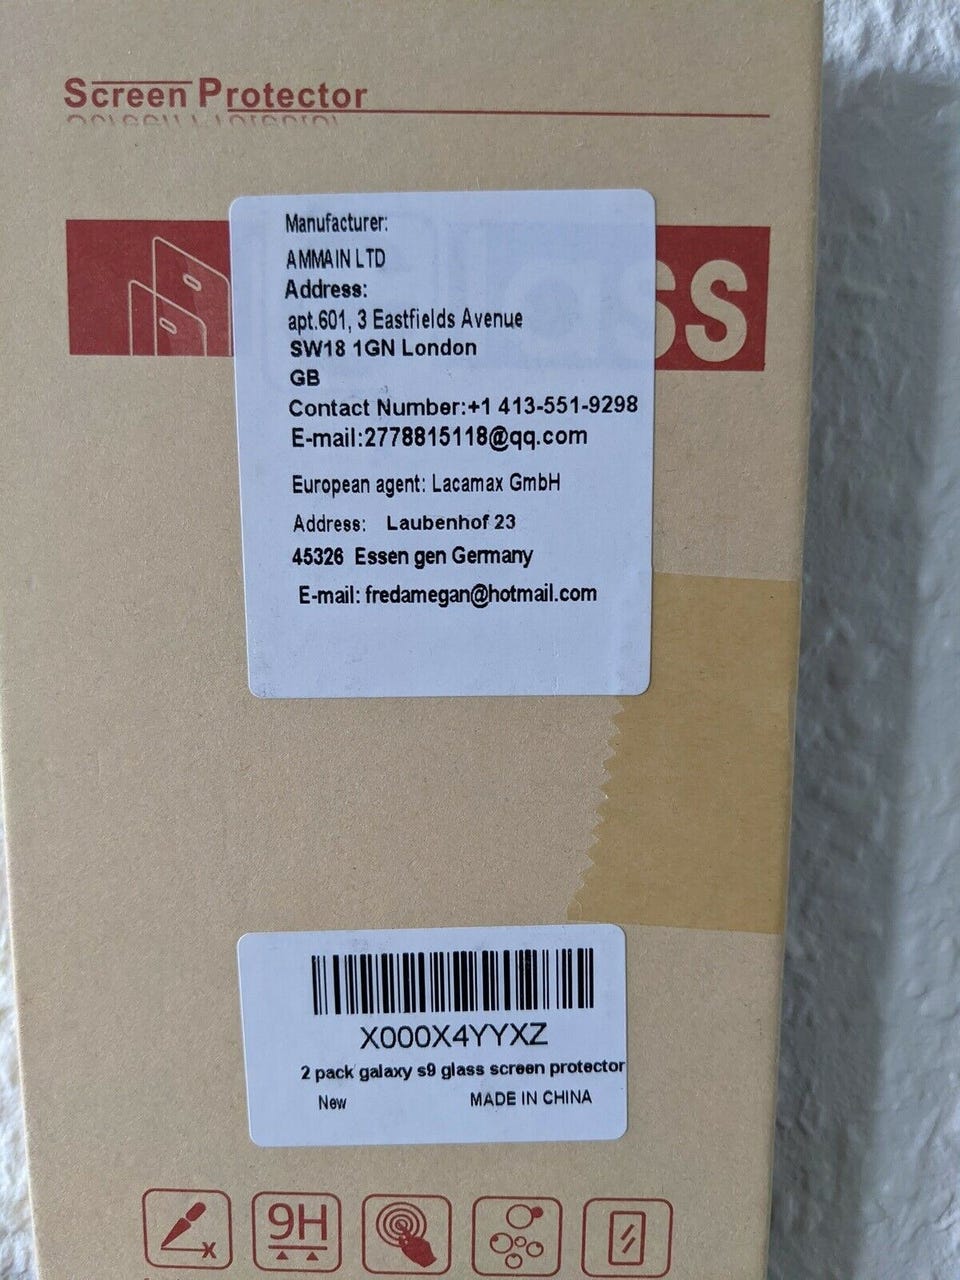 Screen Protector
SS
Manufacturer:
AMMAIN LTD
Address:
apt.601, 3 Eastfields Avenue
SW18 1GN London
GB
Contact Number:+1 413-551-9298
E-mail:2778815118@qq.com
European agent: Lacamax GmbH
Address: Laubenhof 23
45326 Essen gen Germany
E-mail: fredamegan@hotmail.com
X000X4YYXZ
2 pack galaxy s9 glass screen protector
New MADE IN CHINA
x 9H